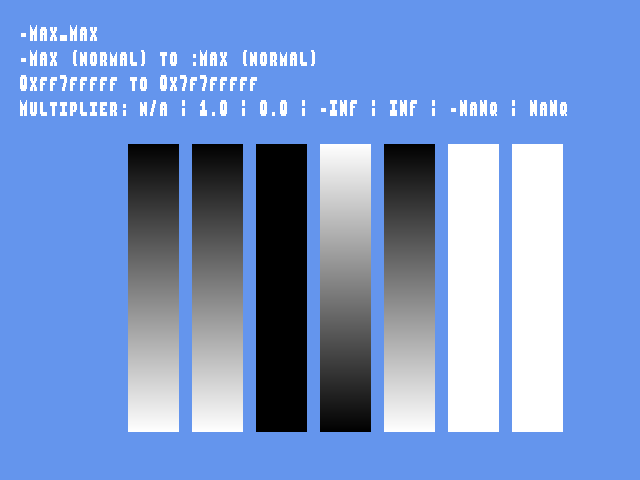 -Max_Max
-Max (normal) to :Max (normal)
0xff7fffff to 0x7f7fffff
Multiplier: n/a | 1.0 | 0.0 | -INF | INF | -NaNq | NaNq